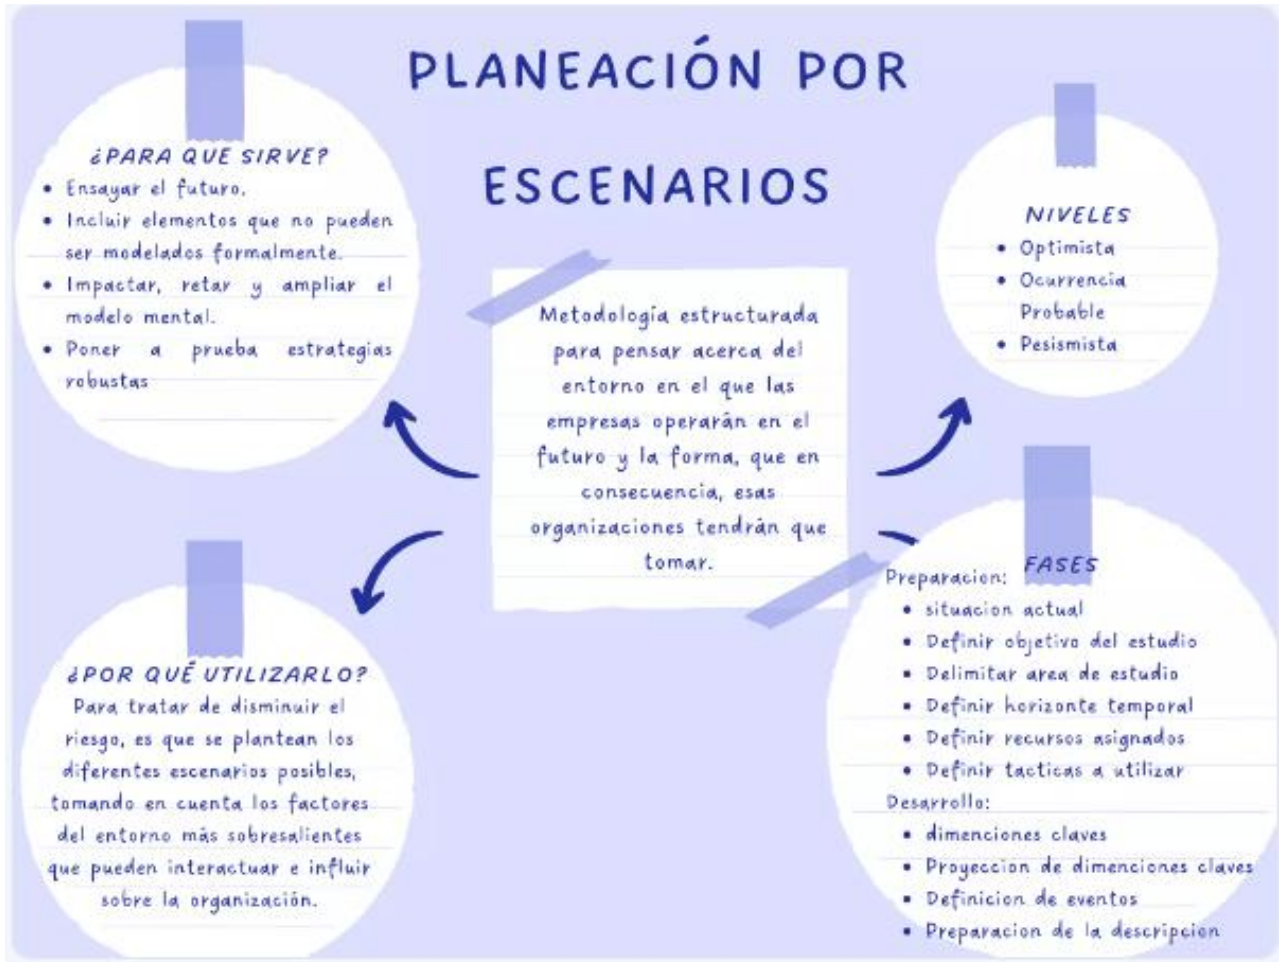 PLANEACIÓN POR
ESCENARIOS
¿PARA QUE SIRVE?
• Ensayar el futuro.
• Incluir elementos que no pueden
ser modelados formalmente.
• Impactar, retar y ampliar el
modelo mental.
• Poner a prueba estrategias
robustas
Metodología estructurada
para pensar acerca del
entorno en el que las
empresas operarán en el
futuro y la forma, que en
consecuencia, esas
organizaciones tendrán que
tomar.
NIVELES
• Optimista
• Ocurrencia
Probable
• Pesismista
¿POR QUÉ UTILIZARLO?
Para tratar de disminuir el
riesgo, es que se plantean los
diferentes escenarios posibles,
tomando en cuenta los factores
del entorno más sobresalientes
que pueden interactuar e influir
sobre la organización.
FASES
Preparacion:
• situacion actual
• Definir objetivo del estudio
• Delimitar area de estudio
• Definir horizonte temporal
• Definir recursos asignados
• Definir tacticas a utilizar
Desarrollo:
• dimenciones claves
• Proyeccion de dimenciones claves
• Definicion de eventos
• Preparacion de la descripcion